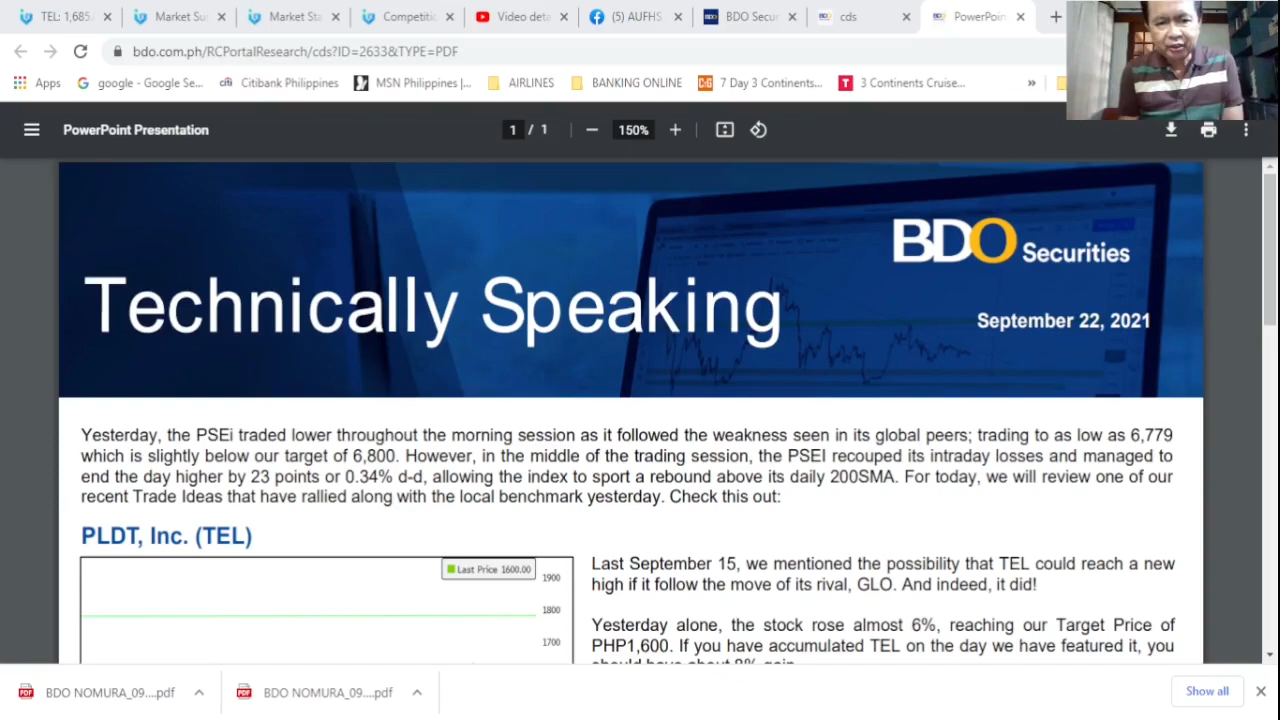 TEL: 1,685.
Market Su
Market Sta
Competiti
Video deta
(5) AUFHS
BDO Secur
cds
PowerPoin
bdo.com.ph/RCPortalResearch/cds?ID=2633&TYPE=PDF
Apps
google - Google Se...
citi Citibank Philippines
MSN Philippines |...
AIRLINES
BANKING ONLINE
7 Day 3 Continents...
3 Continents Cruise...
»
PowerPoint Presentation
1 / 1
150%
BDO Securities
Technically Speaking
September 22, 2021
Yesterday, the PSEi traded lower throughout the morning session as it followed the weakness seen in its global peers; trading to as low as 6,779
which is slightly below our target of 6,800. However, in the middle of the trading session, the PSEI recouped its intraday losses and managed to
end the day higher by 23 points or 0.34% d-d, allowing the index to sport a rebound above its daily 200SMA. For today, we will review one of our
recent Trade Ideas that have rallied along with the local benchmark yesterday. Check this out:
PLDT, Inc. (TEL)
Last Price 1600.00
1900
1800
1700
Last September 15, we mentioned the possibility that TEL could reach a new
high if it follow the move of its rival, GLO. And indeed, it did!
Yesterday alone, the stock rose almost 6%, reaching our Target Price of
PHP1,600. If you have accumulated TEL on the day we have featured it, you
should have about 8% gain
BDO NOMURA_09....pdf
BDO NOMURA_09....pdf
Show all